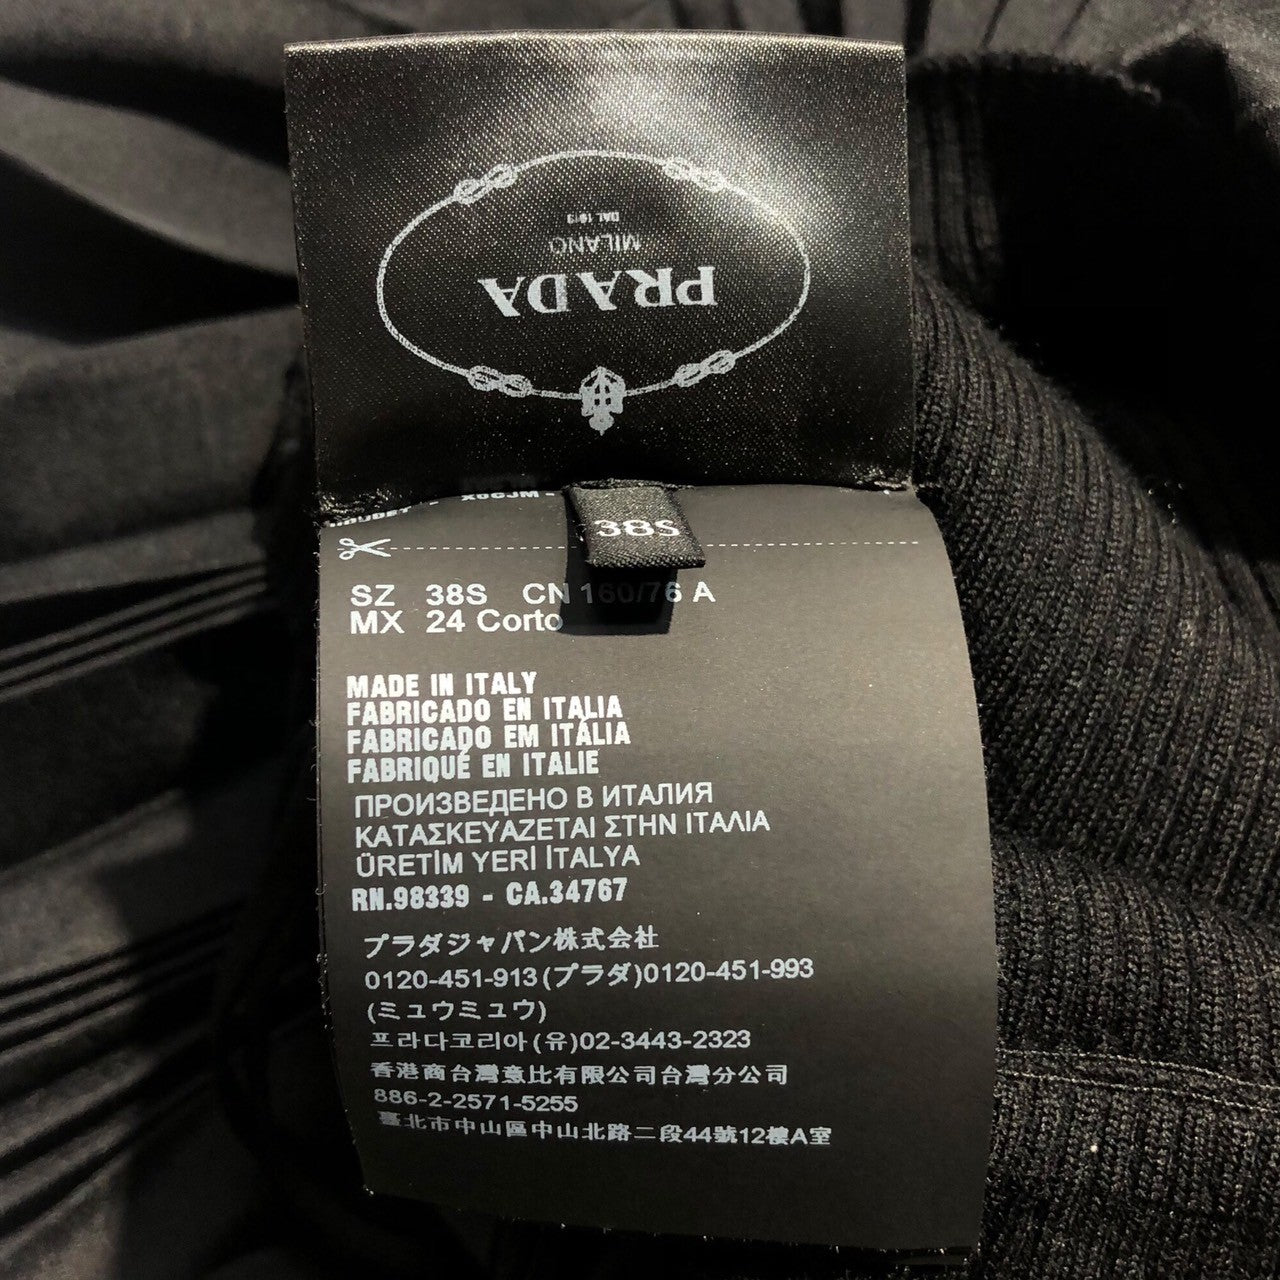 PRADA
MILANO
DAL 1913
38S
SZ 38S CN 160/76 A
MX 24 Corto
MADE IN ITALY
FABRICADO EN ITALIA
FABRICADO EM ITÁLIA
FABRIQUÉ EN ITALIE
ПРОИЗВЕДЕНО В ИТАЛИЯ
ΚΑΤΑΣΚΕΥΑΖΕΤΑΙ ΣΤΗΝ ΙΤΑΛΙΑ
ÜRETİM YERİ İTALYA
RN.98339 - CA.34767
プラダジャパン株式会社
0120-451-913(プラダ)0120-451-993
(ミュウミュウ)
프라다코리아(유)02-3443-2323
香港商台灣意比有限公司台灣分公司
886-2-2571-5255
臺北市中山區中山北路二段44號12樓A室